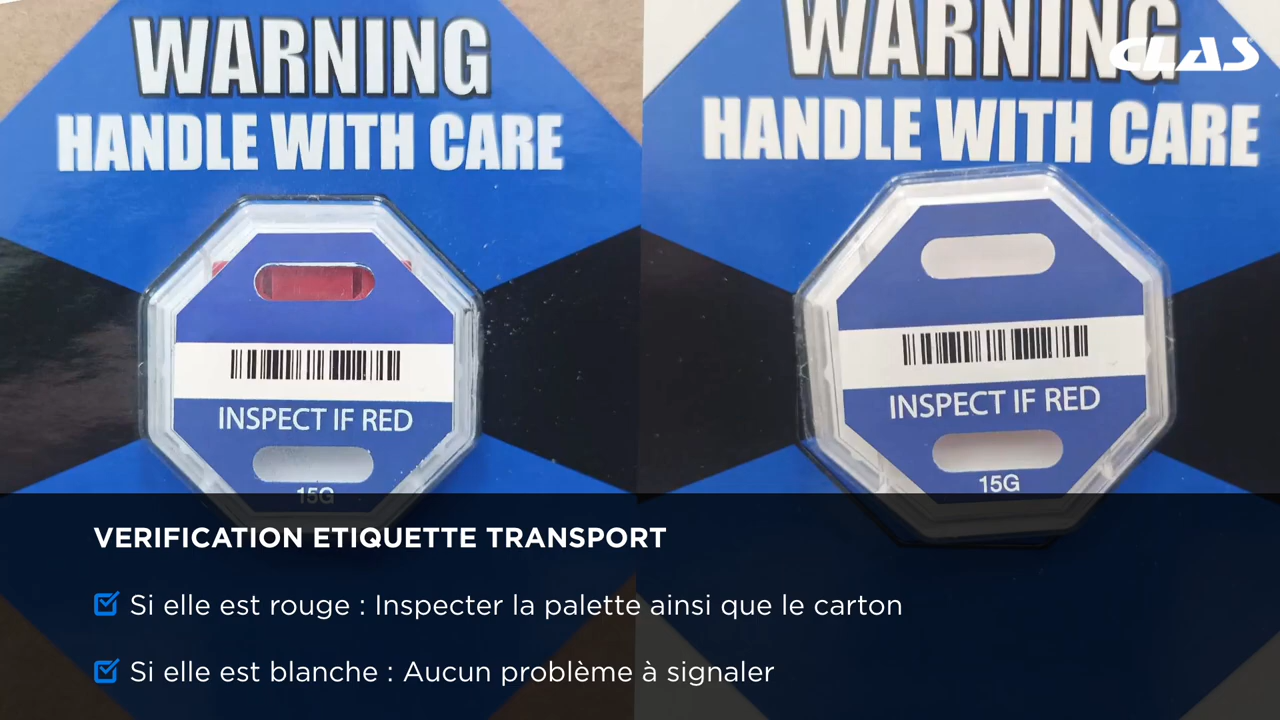 WARNING
HANDLE WITH CARE
INSPECT IF RED
15G
WARNING
CLAS
HANDLE WITH CARE
INSPECT IF RED
15G
VERIFICATION ETIQUETTE TRANSPORT
Si elle est rouge : Inspecter la palette ainsi que le carton
Si elle est blanche : Aucun problème à signaler